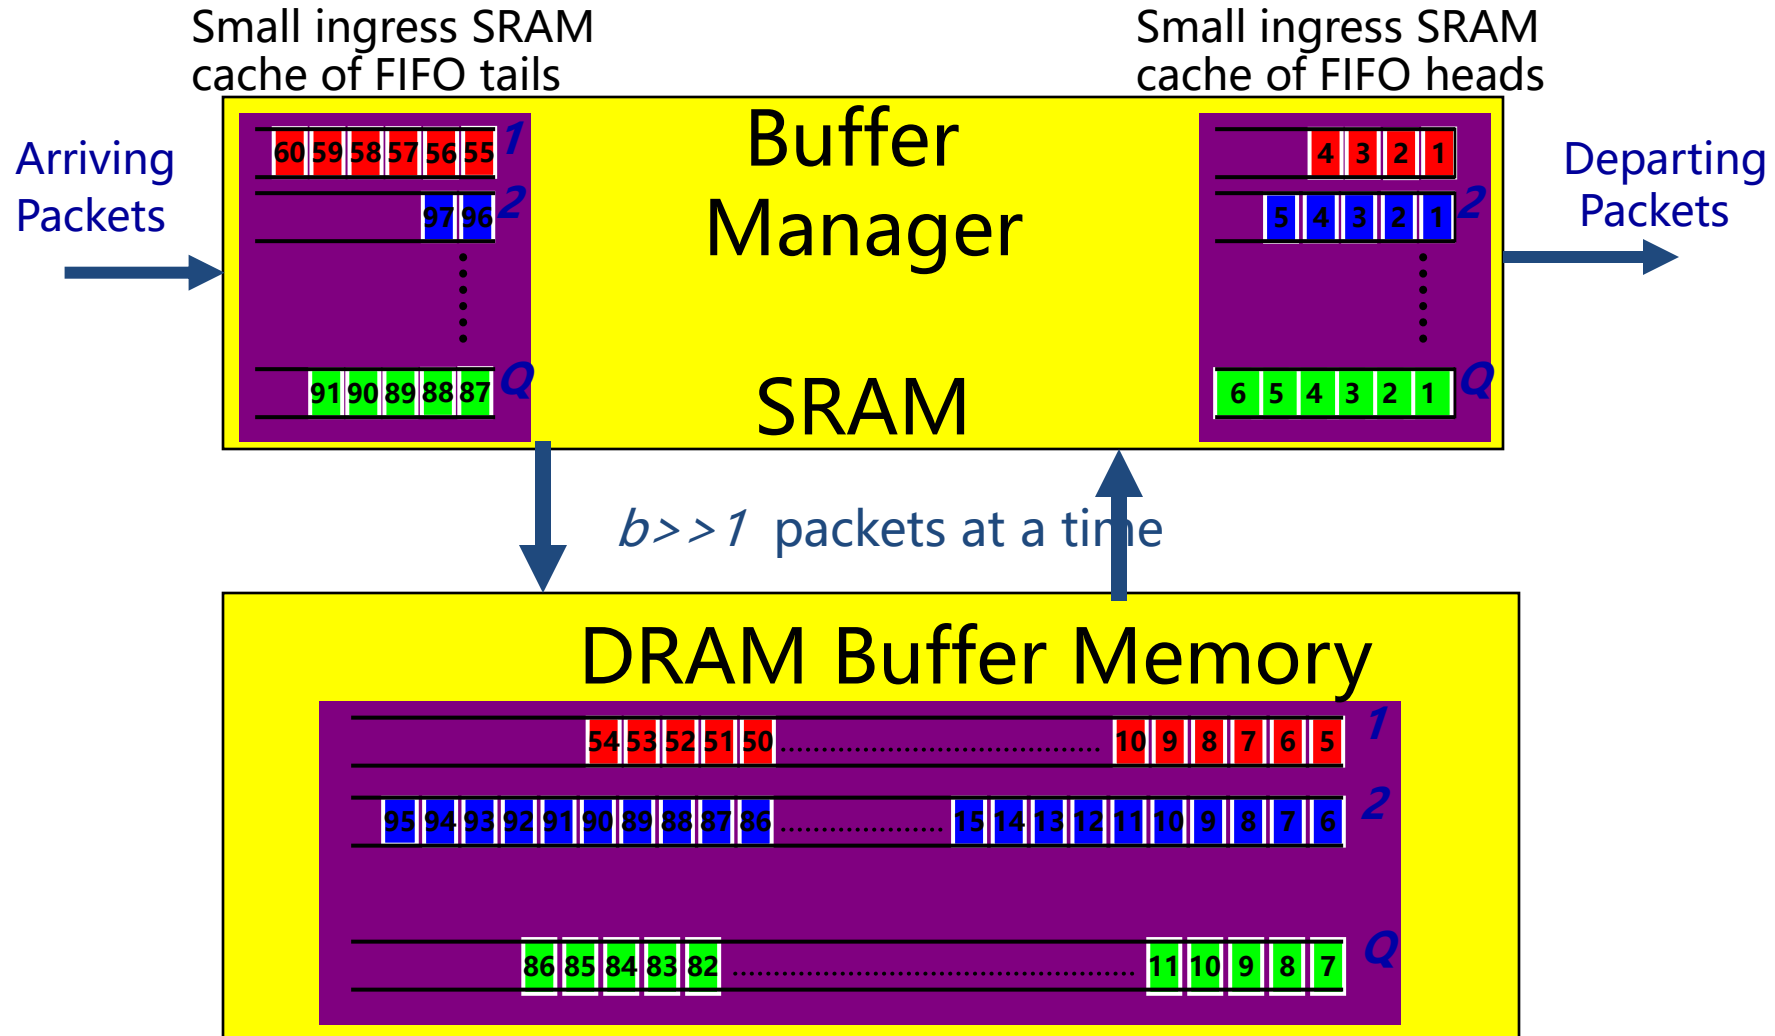 Small ingress SRAM
cache of FIFO tails
Small ingress SRAM
cache of FIFO heads
Arriving
Packets
Buffer
Manager
SRAM
Departing
Packets
60 59 58 57 56 55 1
97 96 2
91 90 89 88 87 Q
4 3 2 1
5 4 3 2 1 2
6 5 4 3 2 1 Q
b>>1 packets at a time
DRAM Buffer Memory
54 53 52 51 50 ........................................ 10 9 8 7 6 5 1
95 94 93 92 91 90 89 88 87 86 .................... 15 14 13 12 11 10 9 8 7 6 2
86 85 84 83 82 ................................................. 11 10 9 8 7 Q